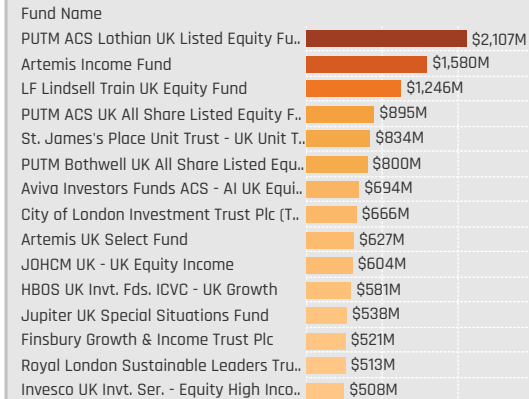 Fund Name
PUTM ACS Lothian UK Listed Equity Fu.. $2,107M
Artemis Income Fund $1,580M
LF Lindsell Train UK Equity Fund $1,246M
PUTM ACS UK All Share Listed Equity F.. $895M
St. James's Place Unit Trust - UK Unit T.. $834M
PUTM Bothwell UK All Share Listed Equ.. $800M
Aviva Investors Funds ACS - AI UK Equi.. $694M
City of London Investment Trust Plc (T.. $666M
Artemis UK Select Fund $627M
JOHCM UK - UK Equity Income $604M
HBOS UK Invt. Fds. ICVC - UK Growth $581M
Jupiter UK Special Situations Fund $538M
Finsbury Growth & Income Trust Plc $521M
Royal London Sustainable Leaders Tru.. $513M
Invesco UK Invt. Ser. - Equity High Inco.. $508M